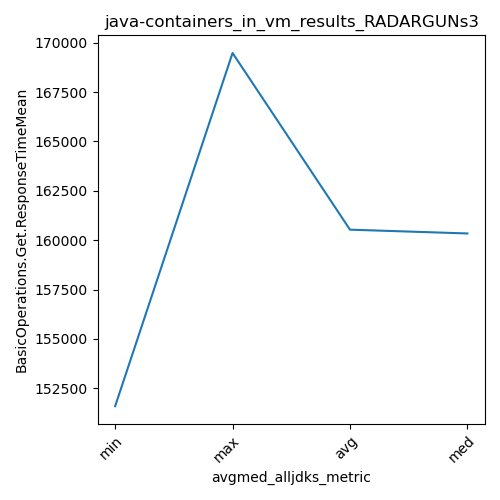 java-containers_in_vm_results_RADARGUNs3
BasicOperations.Get.ResponseTimeMean
170000
167500
165000
162500
160000
157500
155000
152500
min
max
avg
med
avgmed_alljdks_metric